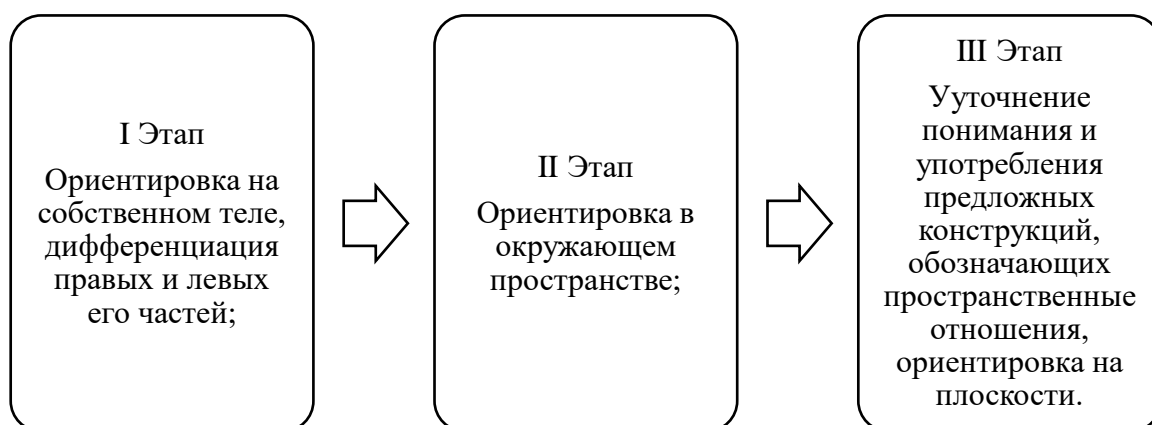 I Этап
Ориентировка на
собственном теле,
дифференциация
правых и левых
его частей;
II Этап
Ориентировка в
окружающем
пространстве;
III Этап
Ууточнение
понимания и
употребления
предложных
конструкций,
обозначающих
пространственные
отношения,
ориентировка на
плоскости.